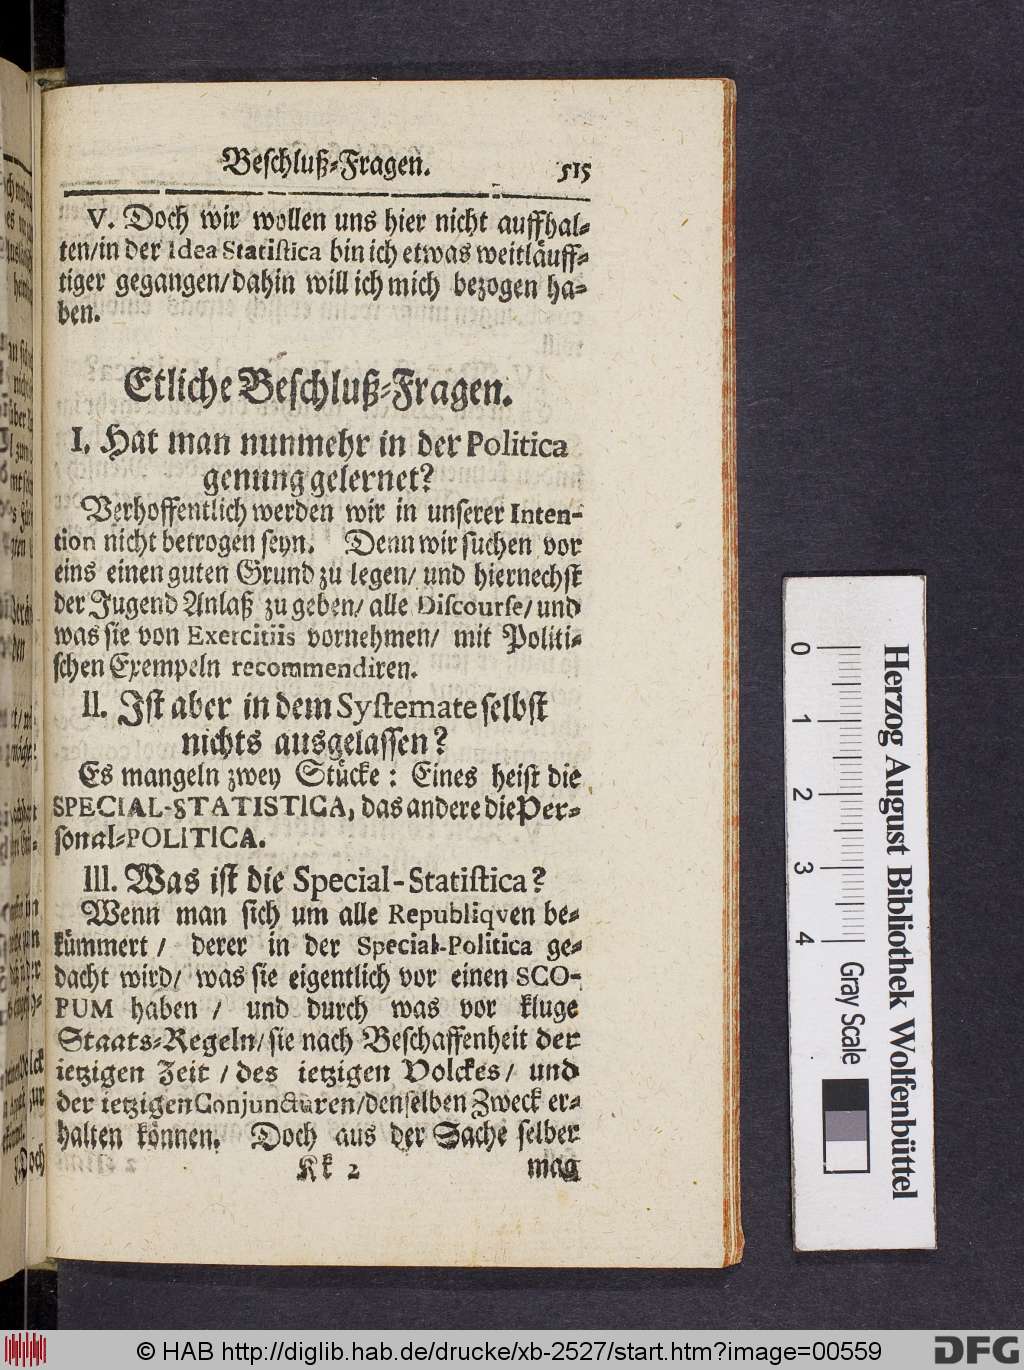 Beschluß-Fragen. 515
V. Doch wir wollen uns hier nicht auffhal-
ten/in der Idea Statistica bin ich etwas weitläuff-
tiger gegangen/dahin will ich mich bezogen ha-
ben.
Etliche Beschluß-Fragen.
I. Hat man nunmehr in der Politica
genung gelernet?
Verhoffentlich werden wir in unserer Inten-
tion nicht betrogen seyn. Denn wir suchen vor
eins einen guten Grund zu legen/ und hiernechst
der Jugend Anlaß zu geben/ alle Discourse/ und
was sie von Exercitiis vornehmen/ mit Politi-
schen Exempeln recommendiren.
II. Ist aber in dem Systemate selbst
nichts ausgelassen?
Es mangeln zwey Stücke: Eines heist die
SPECIAL-STATISTICA, das andere die Per-
sonal-POLITICA.
III. Was ist die Special-Statistica?
Wenn man sich um alle Republiqven be-
kümmert / derer in der Special-Politica ge-
dacht wird/ was sie eigentlich vor einen SCO-
PUM haben / und durch was vor kluge
Staats-Regeln/ sie nach Beschaffenheit der
ietzigen Zeit / des ietzigen Volckes/ und
der ietzigen Conjuncturen/denselben Zweck er-
halten können. Doch aus der Sache selber
Kk 2 mag
0 1 2 3 4
Gray Scale
Herzog August Bibliothek Wolfenbüttel
© HAB http://diglib.hab.de/drucke/xb-2527/start.htm?image=00559
DFG